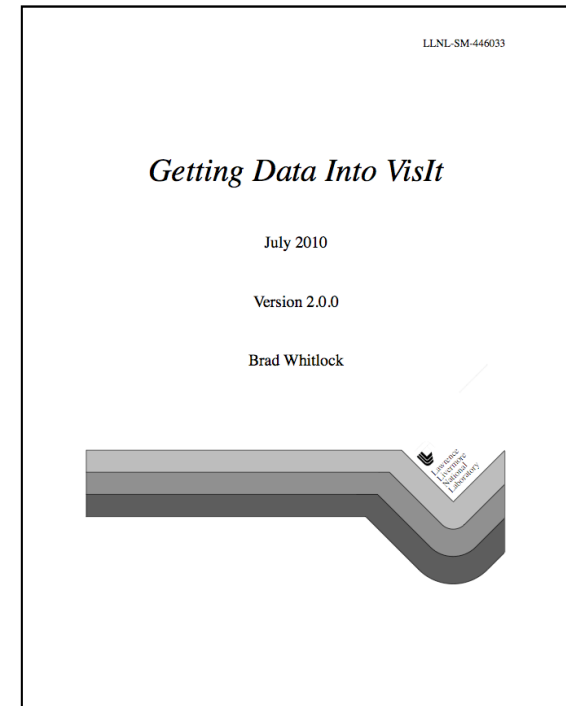 LLNL-SM-446033
Getting Data Into VisIt
July 2010
Version 2.0.0
Brad Whitlock
Lawrence
Livermore
National
Laboratory